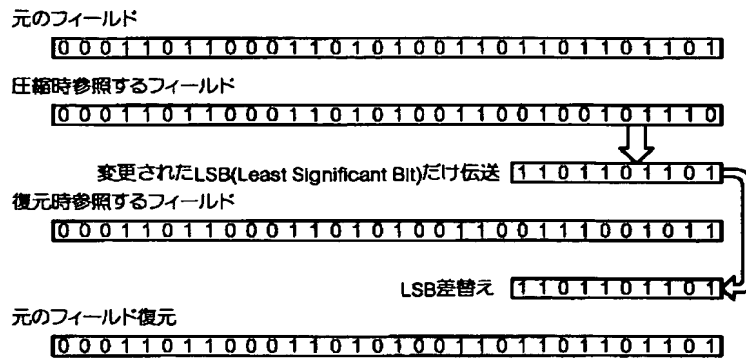 元のフィールド
0 0 0 1 1 0 1 1 0 0 0 1 1 0 1 0 1 0 0 1 1 0 1 1 0 1 1 0 1 1 0 1
圧縮時参照するフィールド
0 0 0 1 1 0 1 1 0 0 0 1 1 0 1 0 1 0 0 1 1 0 0 1 0 0 1 0 1 1 1 0
変更されたLSB(Least Significant Bit)だけ伝送 1 1 0 1 1 0 1 1 0 1
復元時参照するフィールド
0 0 0 1 1 0 1 1 0 0 0 1 1 0 1 0 1 0 0 1 1 0 0 1 1 1 0 0 1 0 1 1
LSB差替え 1 1 0 1 1 0 1 1 0 1
元のフィールド復元
0 0 0 1 1 0 1 1 0 0 0 1 1 0 1 0 1 0 0 1 1 0 1 1 0 1 1 0 1 1 0 1